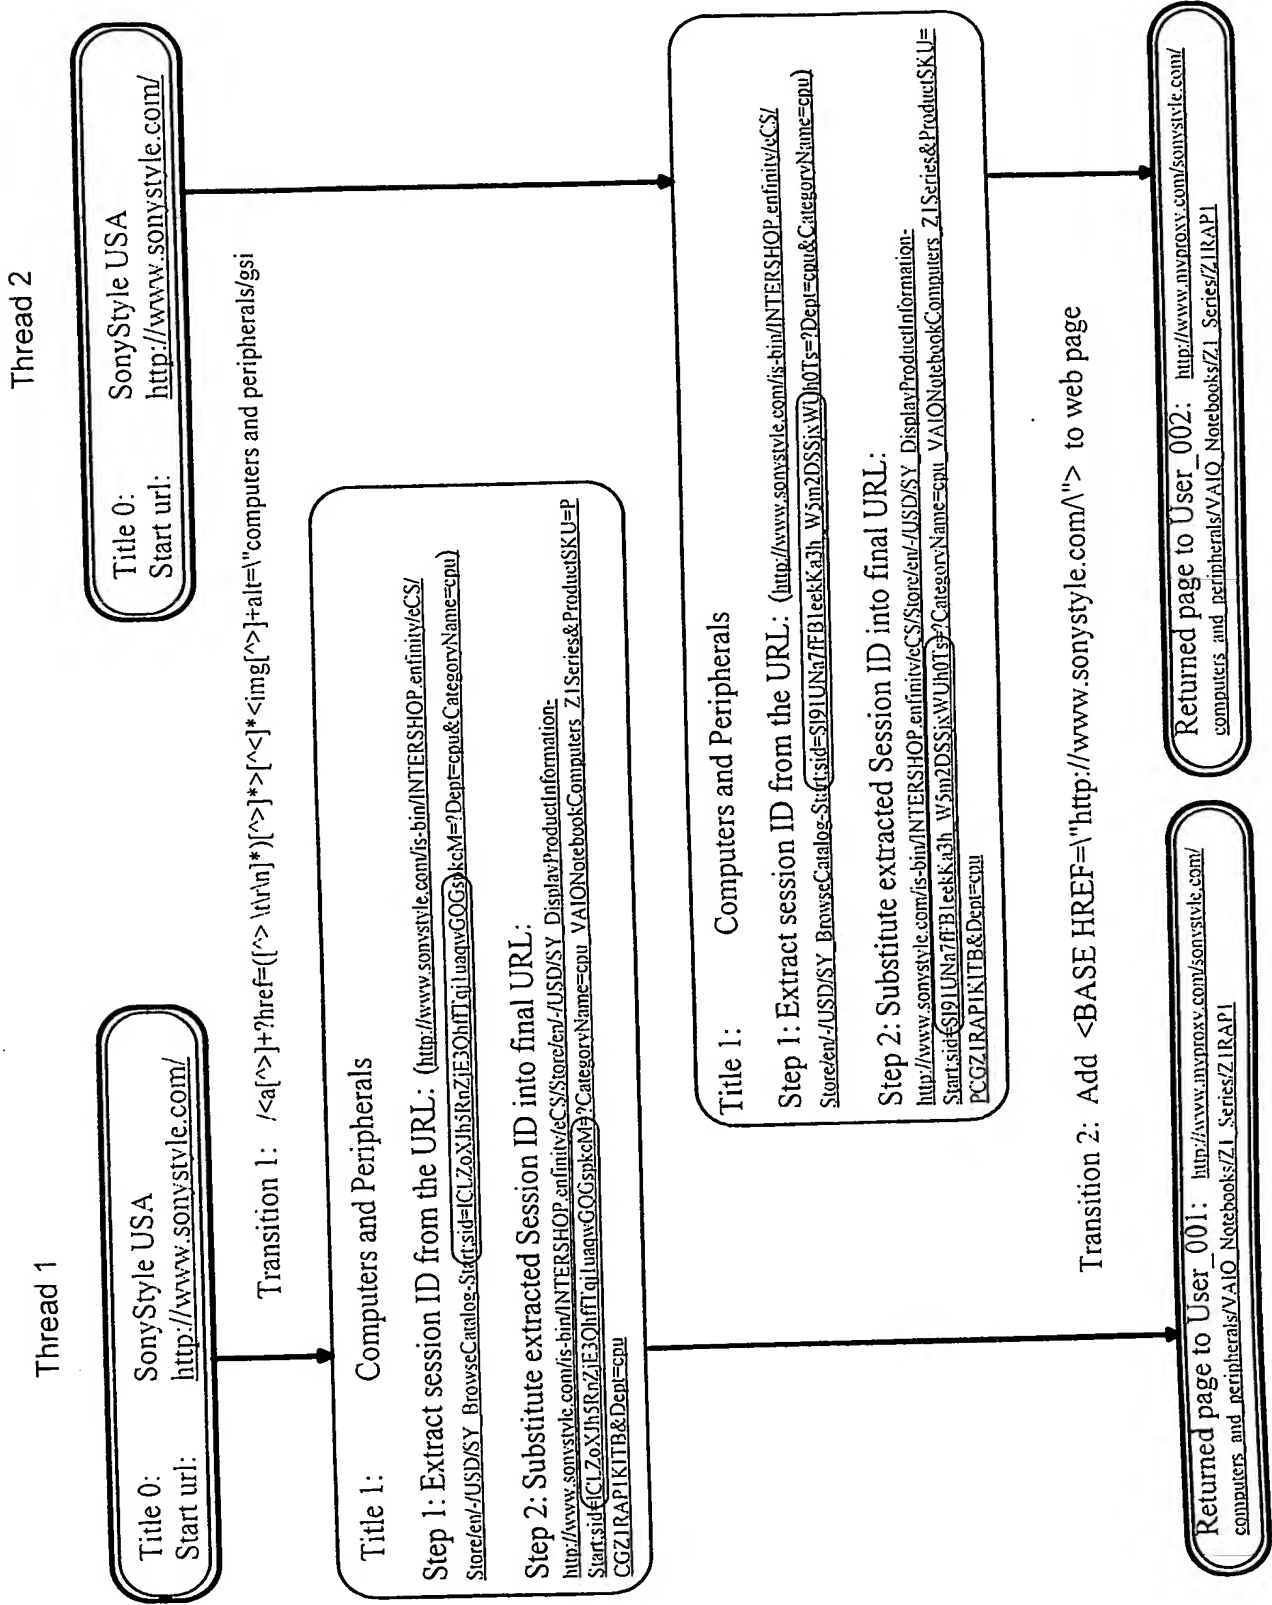 Thread 1
Title 0: SonyStyle USA
Start url: http://www.sonystyle.com/
Thread 2
Title 0: SonyStyle USA
Start url: http://www.sonystyle.com/
Transition 1: /<a[^>]+?href=([^> \t\r\n]*)[^>]*>[^<]*<img[^>]+alt=\"computers and peripherals/gsi
Title 1: Computers and Peripherals
Step 1: Extract session ID from the URL: (http://www.sonystyle.com/is-bin/INTERSHOP.enfinity/eCS/
Store/en/-/USD/SY_BrowseCatalog-Start;sid=ICLZoXJh5RnZjE3QhffTqj1uaqwGQGspkcM=?Dept=cpu&CategoryName=cpu)
Step 2: Substitute extracted Session ID into final URL:
http://www.sonystyle.com/is-bin/INTERSHOP.enfinity/eCS/Store/en/-/USD/SY_DisplayProductInformation-
Start;sid=ICLZoXJh5RnZjE3QhffTqj1uaqwGQGspkcM=?CategoryName=cpu_VAIONotebookComputers_Z1Series&ProductSKU=P
CGZ1RAP1KITB&Dept=cpu
Title 1: Computers and Peripherals
Step 1: Extract session ID from the URL: (http://www.sonystyle.com/is-bin/INTERSHOP.enfinity/eCS/
Store/en/-/USD/SY_BrowseCatalog-Start;sid=SI91UNa7fFB1eekKa3h_W5m2DSSjxWUh0Ts=?Dept=cpu&CategoryName=cpu)
Step 2: Substitute extracted Session ID into final URL:
http://www.sonystyle.com/is-bin/INTERSHOP.enfinity/eCS/Store/en/-/USD/SY_DisplayProductInformation-
Start;sid=SI91UNa7fFB1eekKa3h_W5m2DSSjxWUh0Ts=?CategoryName=cpu_VAIONotebookComputers_Z1Series&ProductSKU=
PCGZ1RAP1KITB&Dept=cpu
Transition 2: Add <BASE HREF=\"http://www.sonystyle.com/\"> to web page
Returned page to User_001: http://www.myproxy.com/sonystyle.com/
computers_and_peripherals/VAIO_Notebooks/Z1_Series/Z1RAP1
Returned page to User_002: http://www.myproxy.com/sonystyle.com/
computers_and_peripherals/VAIO_Notebooks/Z1_Series/Z1RAP1